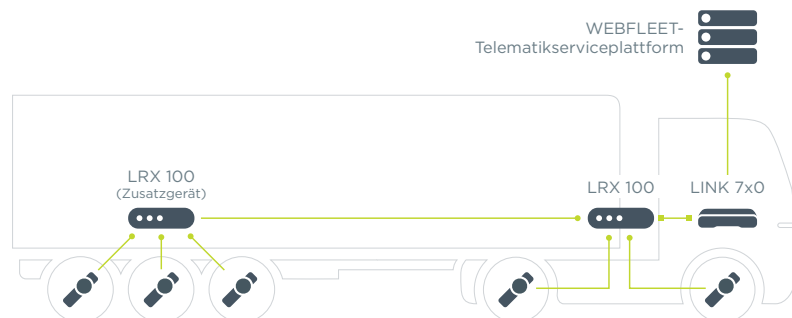 WEBFLEET-
Telematikserviceplattform
LRX 100
(Zusatzgerät)
LRX 100
LINK 7x0